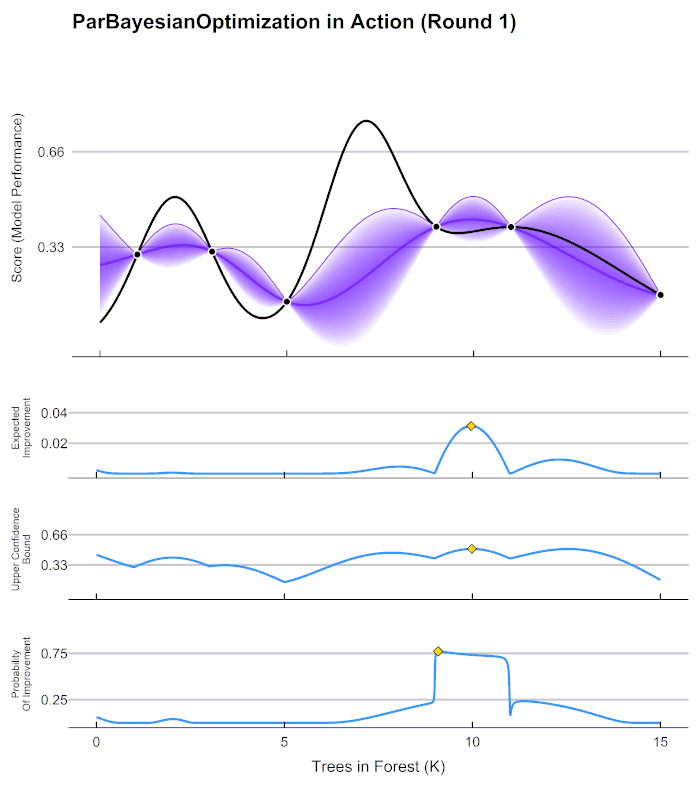 ParBayesianOptimization in Action (Round 1)
Score (Model Performance)
0.66
0.33
Expected
Improvement
0.04
0.02
Upper Confidence
Bound
0.66
0.33
Probability
Of Improvement
0.75
0.25
0 5 10 15
Trees in Forest (K)